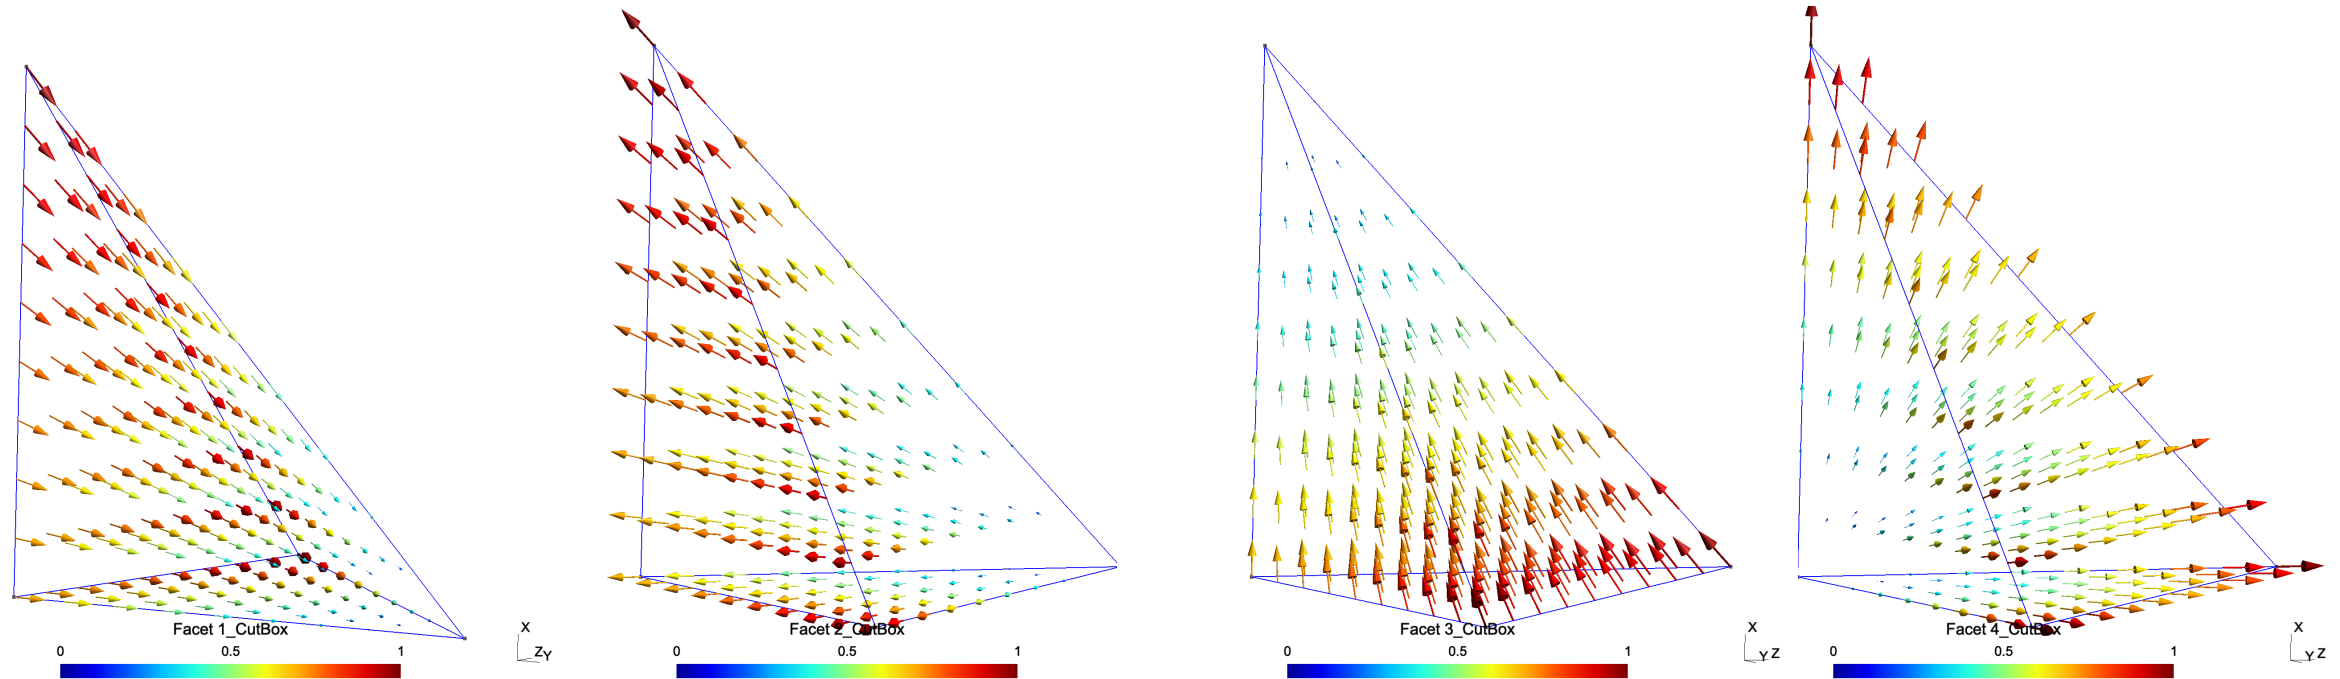 X
ZY
Facet 1_CutBox
0 0.5 1
Facet 2_CutBox
0 0.5 1
X
Y Z
Facet 3_CutBox
0 0.5 1
X
Y Z
Facet 4_CutBox
0 0.5 1